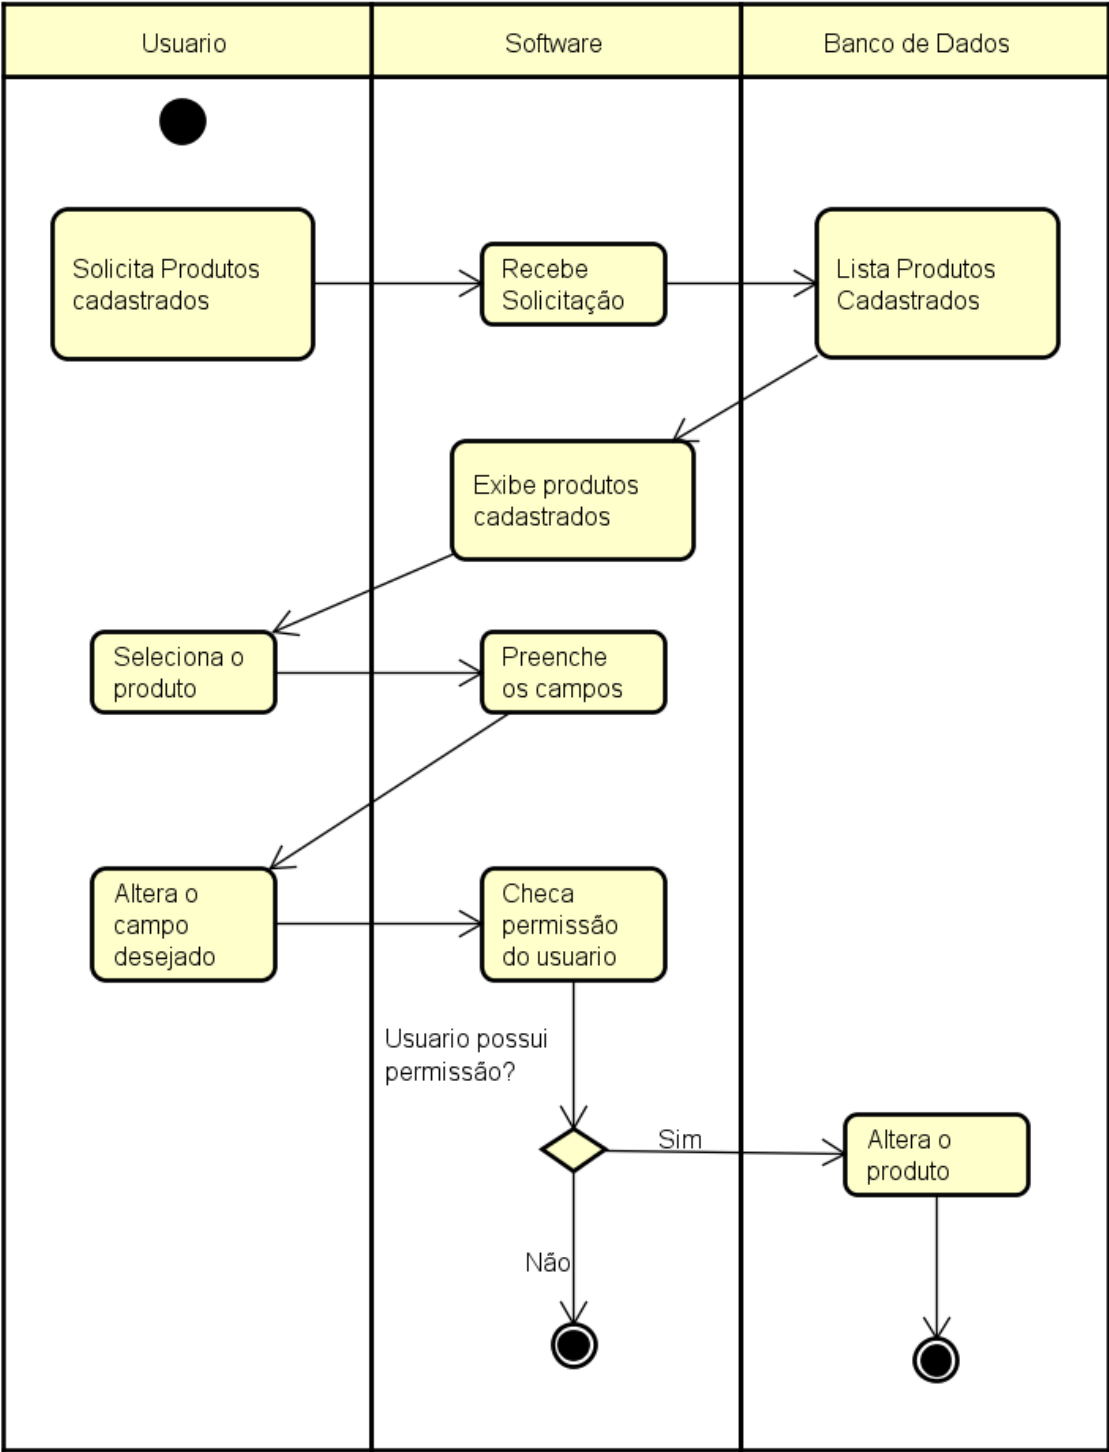 Usuario
Software
Banco de Dados
Solicita Produtos
cadastrados
Recebe
Solicitação
Lista Produtos
Cadastrados
Exibe produtos
cadastrados
Seleciona o
produto
Preenche
os campos
Altera o
campo
desejado
Checa
permissão
do usuario
Usuario possui
permissão?
Sim
Altera o
produto
Não